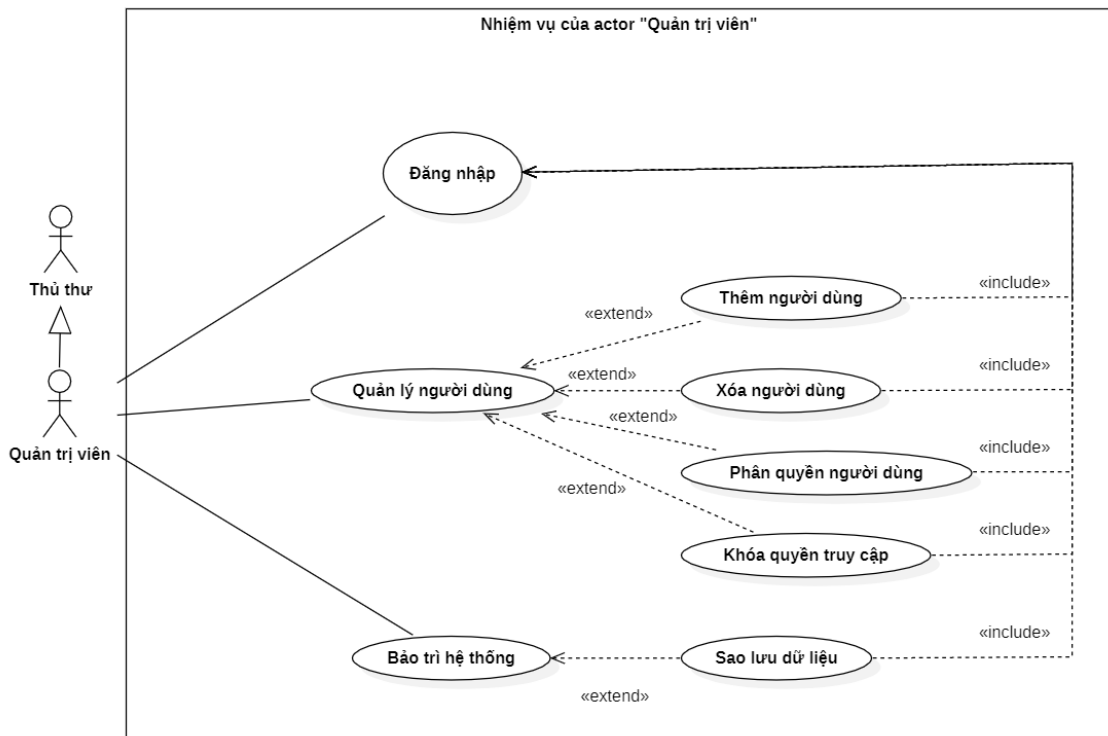 Nhiệm vụ của actor "Quản trị viên"
Đăng nhập
Thủ thư
Thêm người dùng
«include»
«extend»
Quản lý người dùng
«extend»
Xóa người dùng
«include»
«extend»
Quản trị viên
Phân quyền người dùng
«include»
«extend»
Khóa quyền truy cập
«include»
Bảo trì hệ thống
Sao lưu dữ liệu
«include»
«extend»